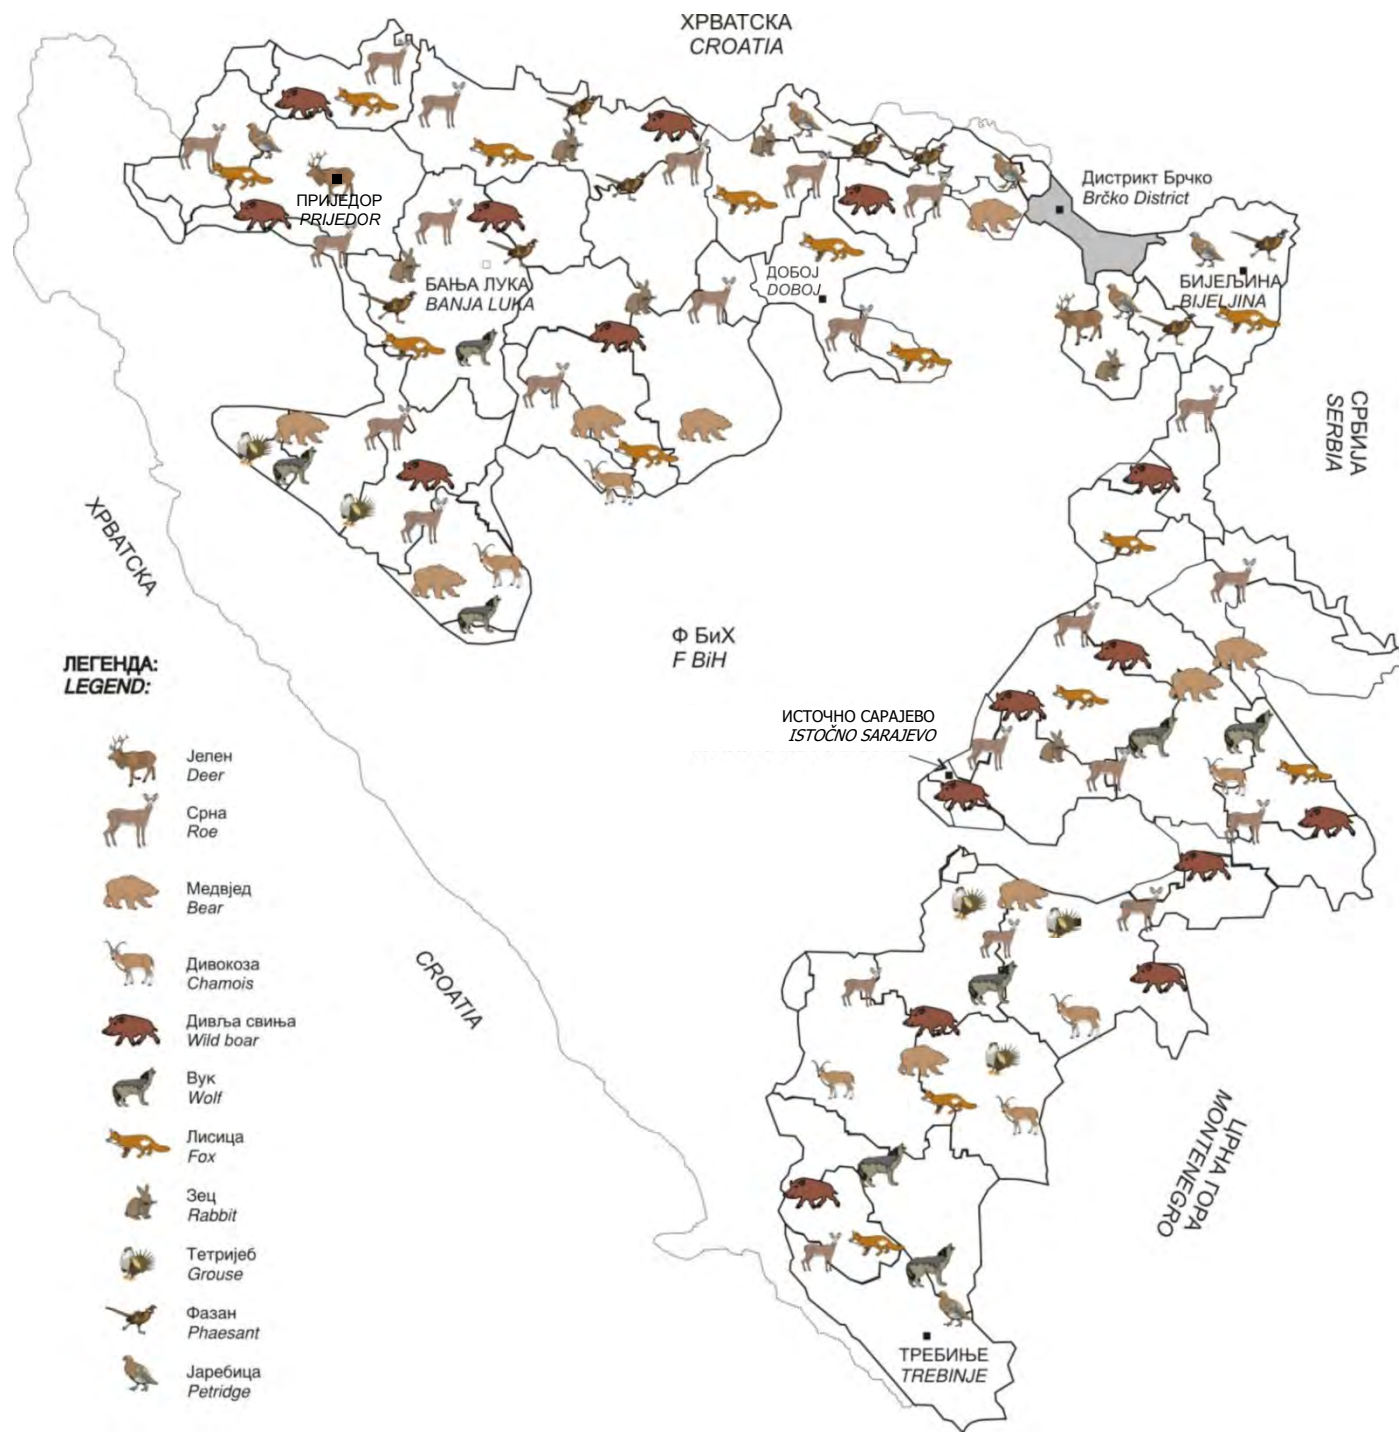 ХРВАТСКА
CROATIA
Дистрикт Брчко
Brčko District
ПРИЈЕДОР
PRIJEDOR
БАЊА ЛУКА
BANJA LUKA
ДОБОЈ
DOBOJ
БИЈЕЉИНА
BIJELJINA
СРБИЈА
SERBIA
ХРВАТСКА
Ф БиХ
F BiH
ЛЕГЕНДА:
LEGEND:
ИСТОЧНО САРАЈЕВО
ISTOČNO SARAJEVO
Јелен
Deer
Срна
Roe
Медвјед
Bear
Дивокоза
Chamois
Дивља свиња
Wild boar
Вук
Wolf
Лисица
Fox
Зец
Rabbit
Тетријеб
Grouse
Фазан
Phaesant
Јаребица
Petridge
CROATIA
ЦРНА ГОРА
MONTENEGRO
ТРЕБИЊЕ
TREBINJE